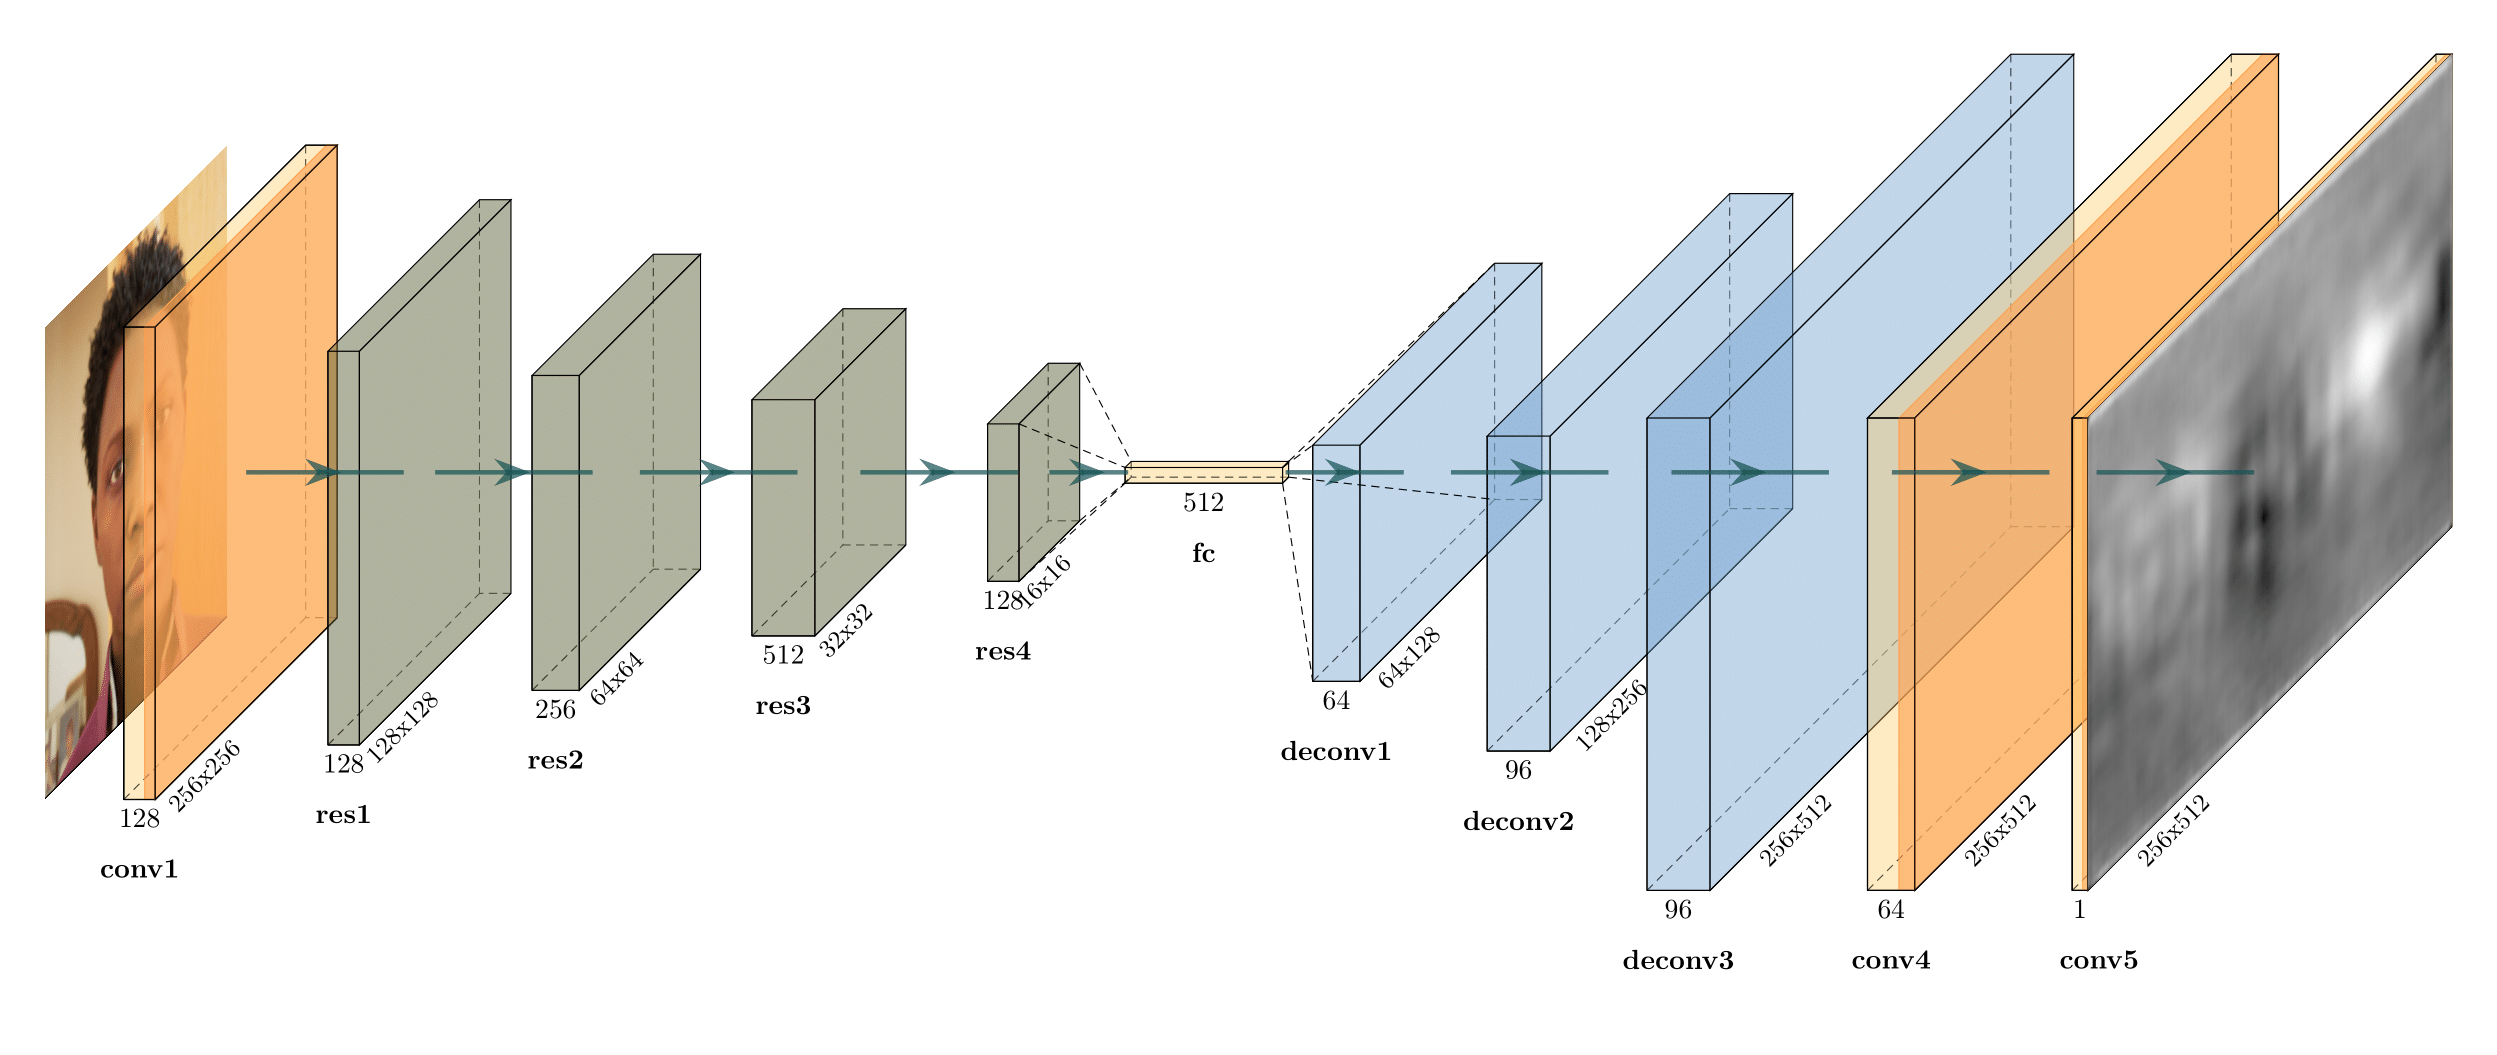 128
256x256
conv1
128
128x128
res1
256
64x64
res2
512
32x32
res3
128
16x16
res4
512
fc
64
64x128
deconv1
96
128x256
deconv2
96
256x512
deconv3
64
256x512
conv4
1
256x512
conv5